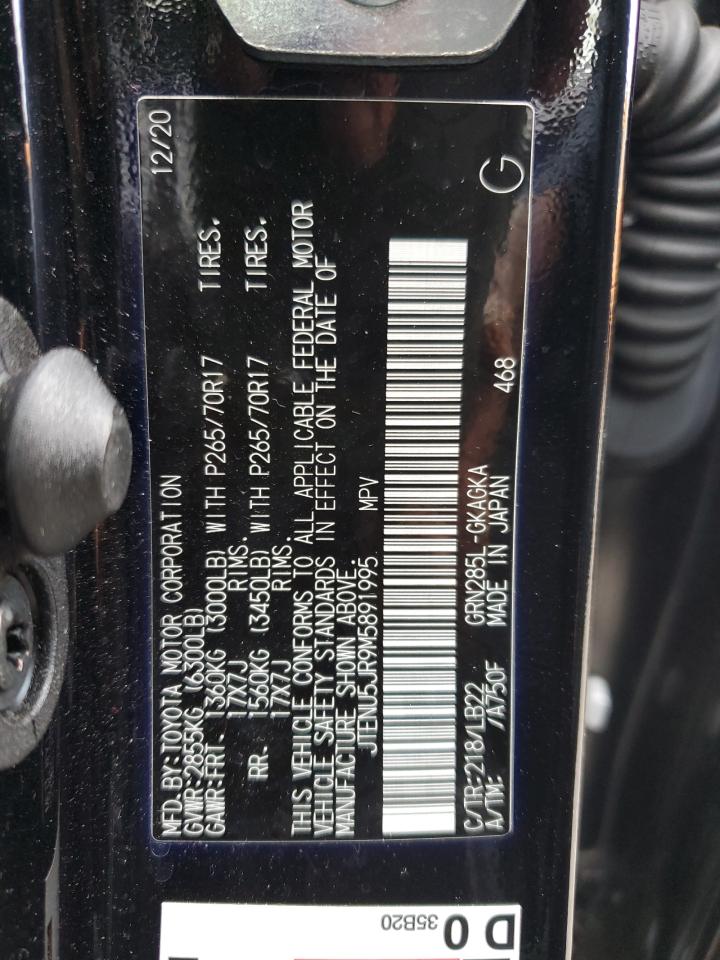 MFD. BY: TOYOTA MOTOR CORPORATION 12/20
GVWR: 2855KG (6300LB)
GAWR: FRT. 1360KG (3000LB) WITH P265/70R17 TIRES.
17X7J RIMS.
RR. 1560KG (3450LB) WITH P265/70R17 TIRES.
17X7J RIMS.
THIS VEHICLE CONFORMS TO ALL APPLICABLE FEDERAL MOTOR
VEHICLE SAFETY STANDARDS IN EFFECT ON THE DATE OF
MANUFACTURE SHOWN ABOVE.
JTENU5JR9M5891995 MPV
C/TR: 218/LB22 GRN285L-GKAGKA
A/TM: /A750F MADE IN JAPAN 468 G
D 0
35B20